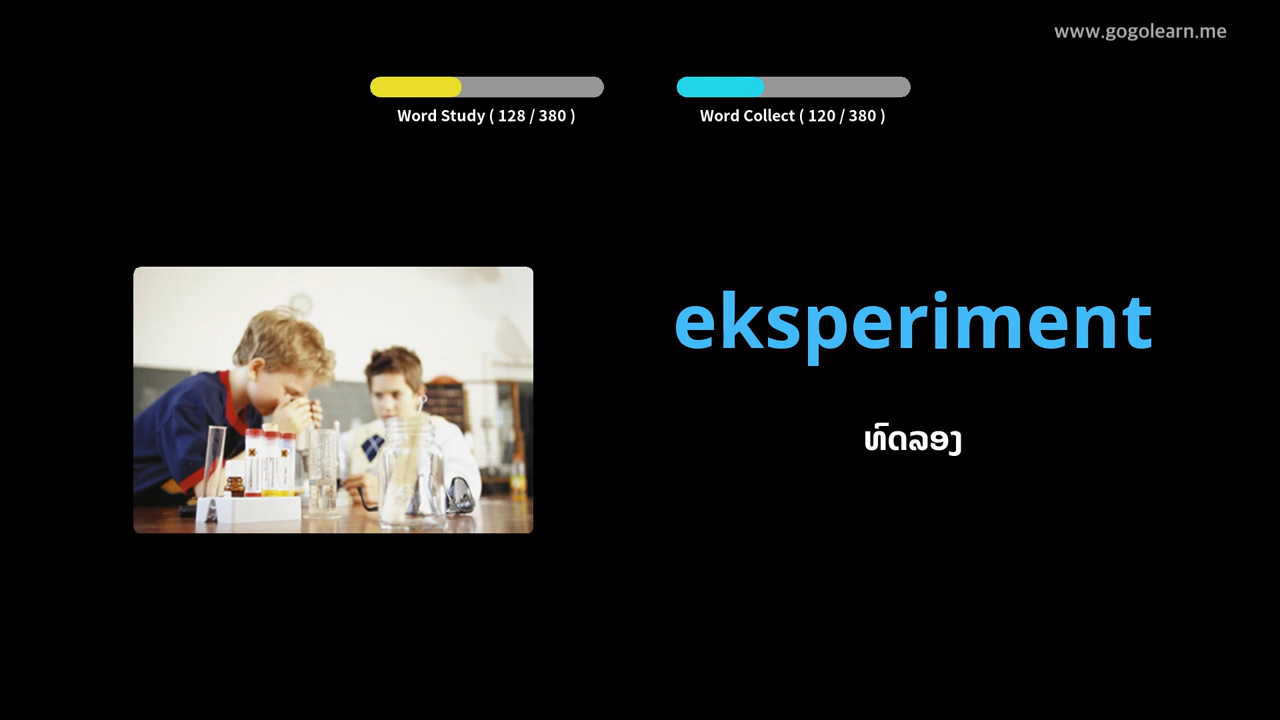 www.gogolearn.me
Word Study ( 128 / 380 )
Word Collect ( 120 / 380 )
eksperiment
ທົດລອງ